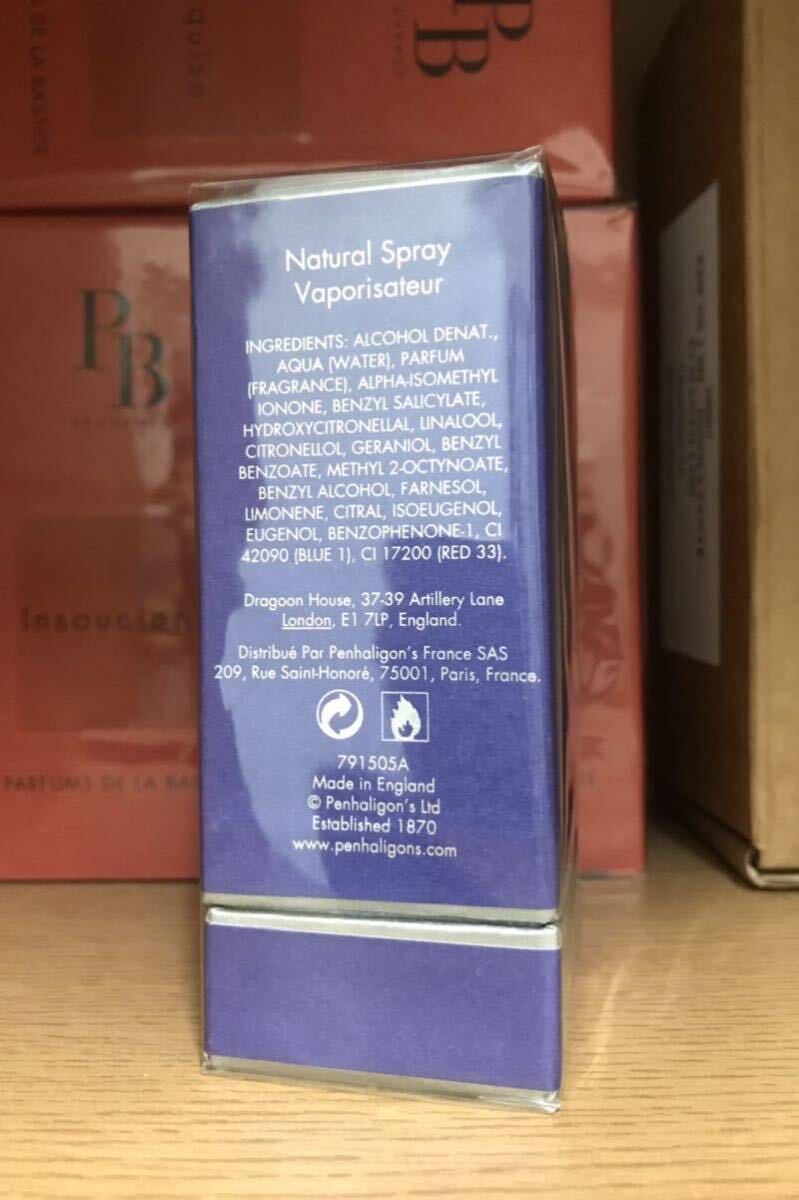 PB
quise
S DE LA BASTIDE
PB
Insoucian
PARFUMS DE LA BA
Natural Spray
Vaporisateur
INGREDIENTS: ALCOHOL DENAT.,
AQUA (WATER), PARFUM
(FRAGRANCE), ALPHA-ISOMETHYL
IONONE, BENZYL SALICYLATE,
HYDROXYCITRONELLAL, LINALOOL,
CITRONELLOL, GERANIOL, BENZYL
BENZOATE, METHYL 2-OCTYNOATE,
BENZYL ALCOHOL, FARNESOL,
LIMONENE, CITRAL, ISOEUGENOL,
EUGENOL, BENZOPHENONE-1, CI
42090 (BLUE 1), CI 17200 (RED 33).
Dragoon House, 37-39 Artillery Lane
London, E1 7LP, England.
Distribué Par Penhaligon's France SAS
209, Rue Saint-Honoré, 75001, Paris, France.
791505A
Made in England
© Penhaligon's Ltd
Established 1870
www.penhaligons.com